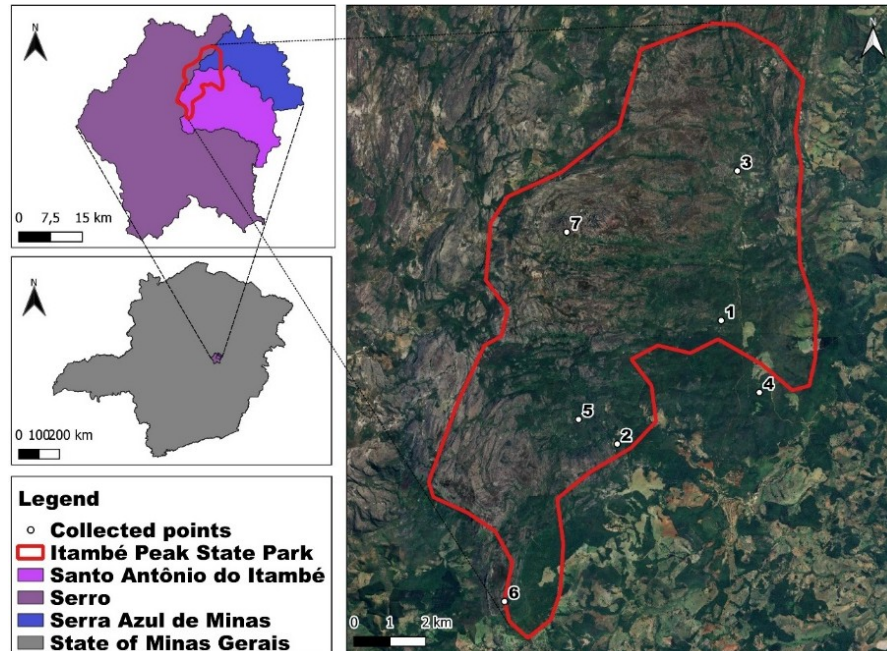 N
0 7,5 15 km
N
0 100200 km
Legend
Collected points
Itambé Peak State Park
Santo Antônio do Itambé
Serro
Serra Azul de Minas
State of Minas Gerais
N
3
7
1
4
5
2
6
0 1 2 km